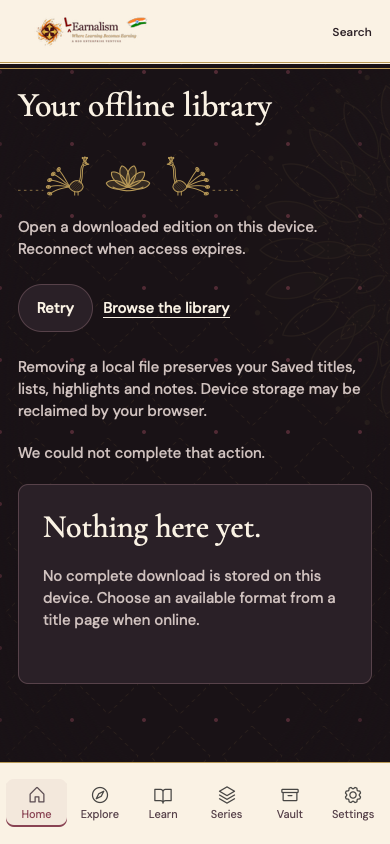 Earnalism
Where Learning Becomes Earning
Search
Your offline library
Open a downloaded edition on this device.
Reconnect when access expires.
Retry
Browse the library
Removing a local file preserves your Saved titles,
lists, highlights and notes. Device storage may be
reclaimed by your browser.
We could not complete that action.
Nothing here yet.
No complete download is stored on this
device. Choose an available format from a
title page when online.
Home
Explore
Learn
Series
Vault
Settings